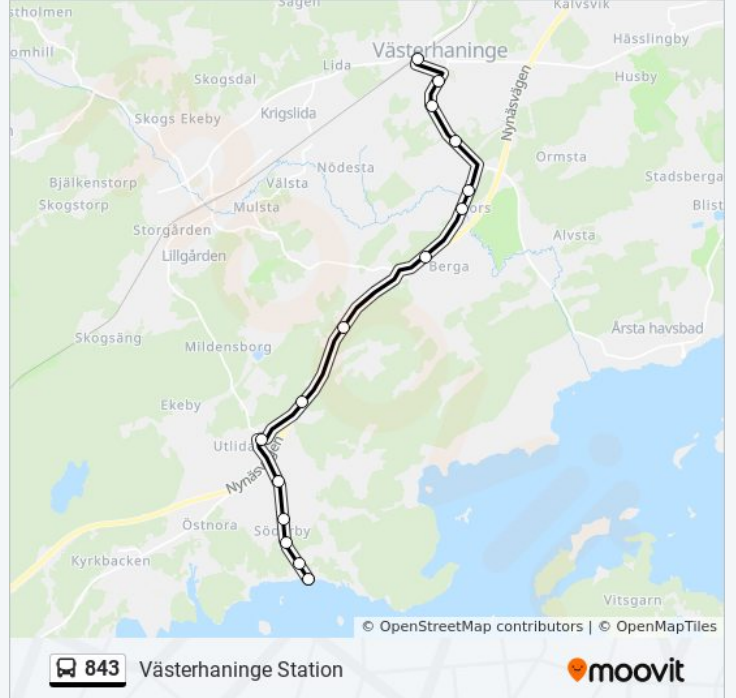 Sagen
Kalvsvik
stholmen
Hässlingby
omhill
Västerhaninge
Lida
Skogsdal
Husby
Krigslida
Skogs Ekeby
Nynäsvägen
Ormsta
Nödesta
Stadsberga
Bjälkenstorp
Välsta
Skogstorp
Mulsta
ors
Blist
Storgården
Alvsta
Lillgården
Berga
Årsta havsbad
Skogsäng
Mildensborg
Ekeby
Utlida
Nynäsvägen
Östnora
Söderby
Kyrkbacken
Vitsgarn
© OpenStreetMap contributors | © OpenMapTiles
843 Västerhaninge Station
moovit